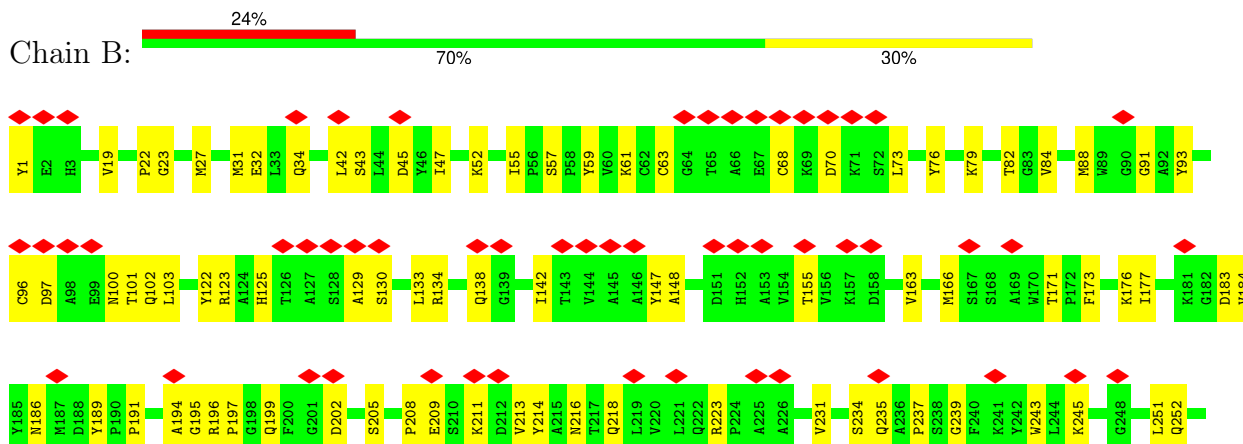 24%
Chain B:
70% 30%
Y1 E2 H3 V19 P22 G23 M27 M31 E32 L33 Q34 L42 S43 L44 D45 Y46 I47 K52 I55 P56 S57 P58 Y59 V60 K61 C62 C63 G64 T65 A66 E67 C68 K69 D70 K71 S72 L73 Y76 K79 T82 G83 V84 M88 W89 G90 G91 A92 Y93
C96 D97 A98 E99 N100 T101 Q102 L103 Y122 R123 A124 H125 T126 A127 S128 A129 S130 L133 R134 Q138 G139 I142 T143 V144 A145 A146 Y147 A148 D151 H152 A153 V154 T155 V156 K157 D158 V163 M166 S167 S168 A169 W170 T171 P172 F173 K176 I177 K181 G182 D183 V184
Y185 N186 M187 D188 Y189 P190 P191 A194 G195 R196 P197 G198 Q199 F200 G201 D202 S205 P208 E209 S210 K211 D212 V213 Y214 A215 N216 T217 Q218 L219 V220 L221 Q222 R223 P224 A225 A226 V231 S234 Q235 A236 P237 S238 G239 F240 K241 Y242 W243 L244 K245 G248 L251 Q252